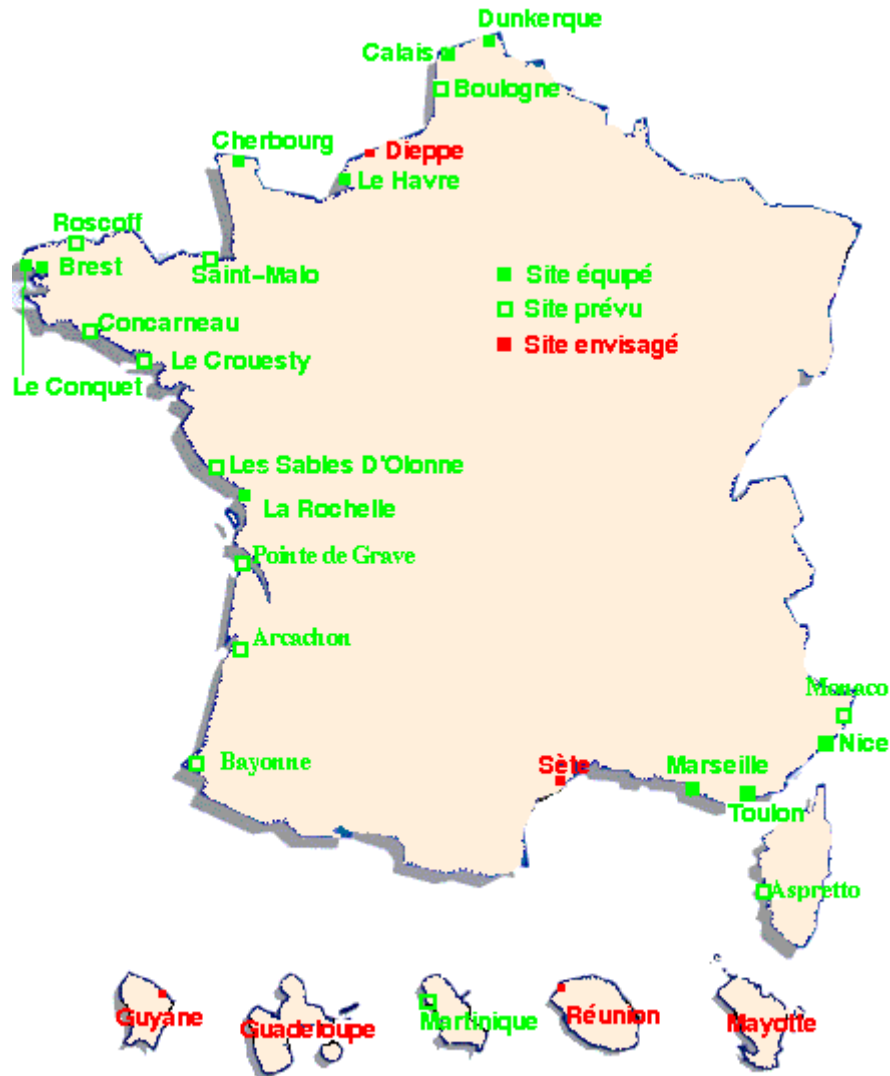 Dunkerque
Calais
Boulogne
Cherbourg
Dieppe
Le Havre
Roscoff
Brest
Saint-Malo
Site équipé
Site prévu
Concarneau
Site envisagé
Le Crouesty
Le Conquet
Les Sables D'Olonne
La Rochelle
Pointe de Grave
Arcachon
Monaco
Nice
Bayonne
Sète
Marseille
Toulon
Aspretto
Guyane
Guadeloupe
Martinique
Réunion
Mayotte